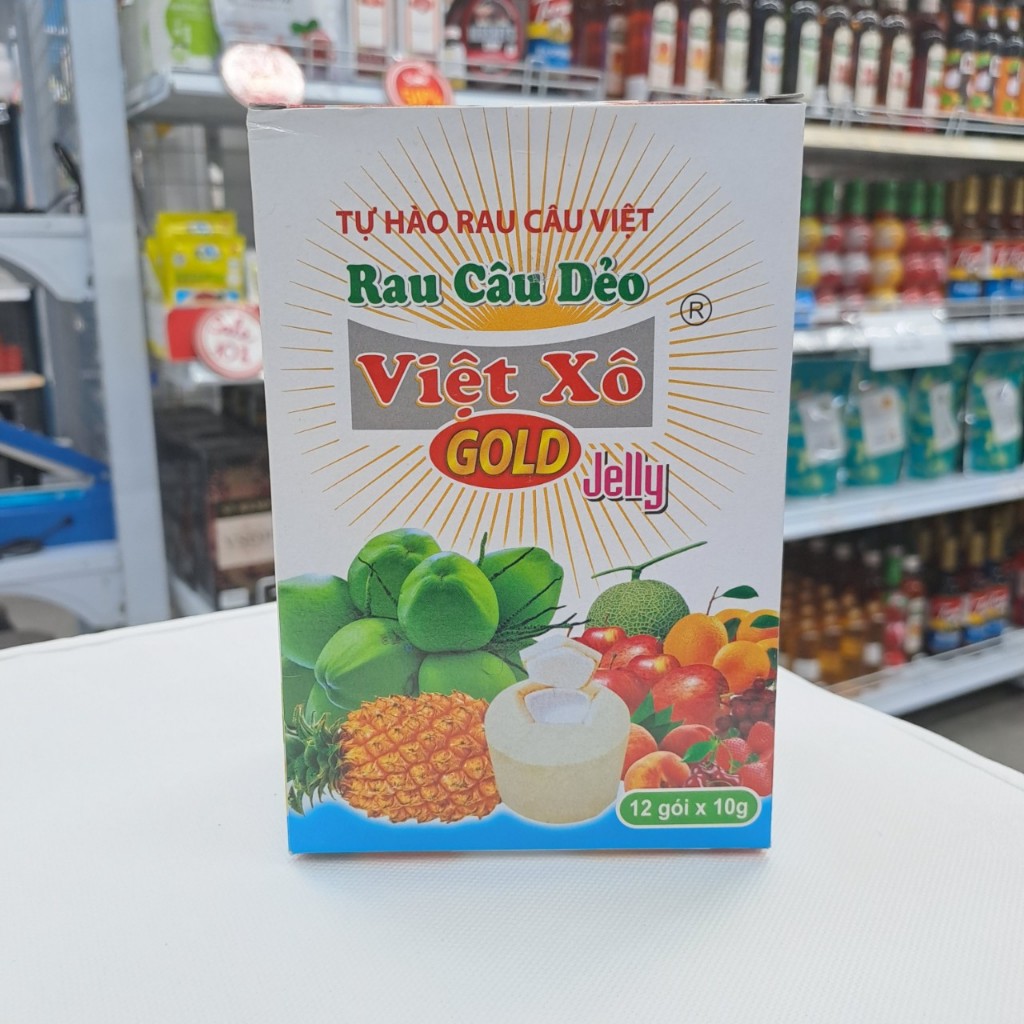 TỰ HÀO RAU CÂU VIỆT
Rau Câu Dẻo
®
Việt Xô
GOLD
Jelly
12 gói x 10g